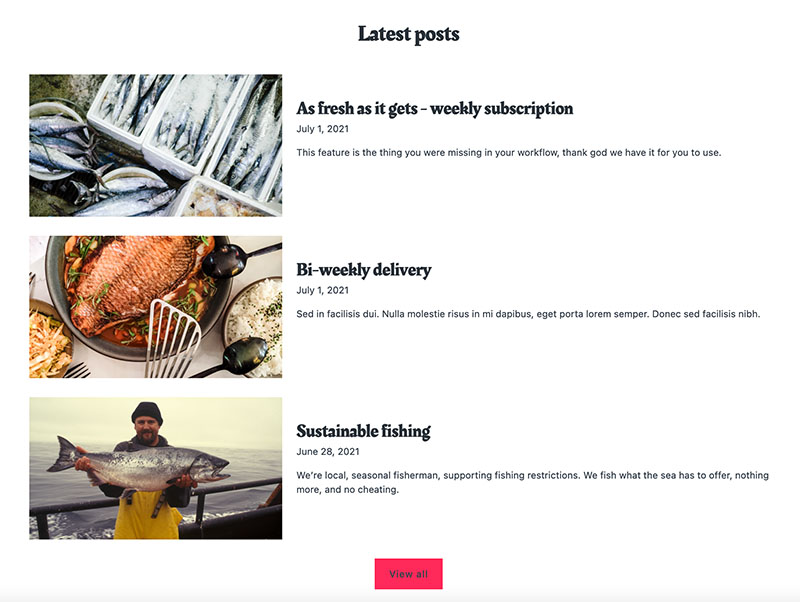 Latest posts
As fresh as it gets - weekly subscription
July 1, 2021
This feature is the thing you were missing in your workflow, thank god we have it for you to use.
Bi-weekly delivery
July 1, 2021
Sed in facilisis dui. Nulla molestie risus in mi dapibus, eget porta lorem semper. Donec sed facilisis nibh.
Sustainable fishing
June 28, 2021
We're local, seasonal fisherman, supporting fishing restrictions. We fish what the sea has to offer, nothing
more, and no cheating.
View all